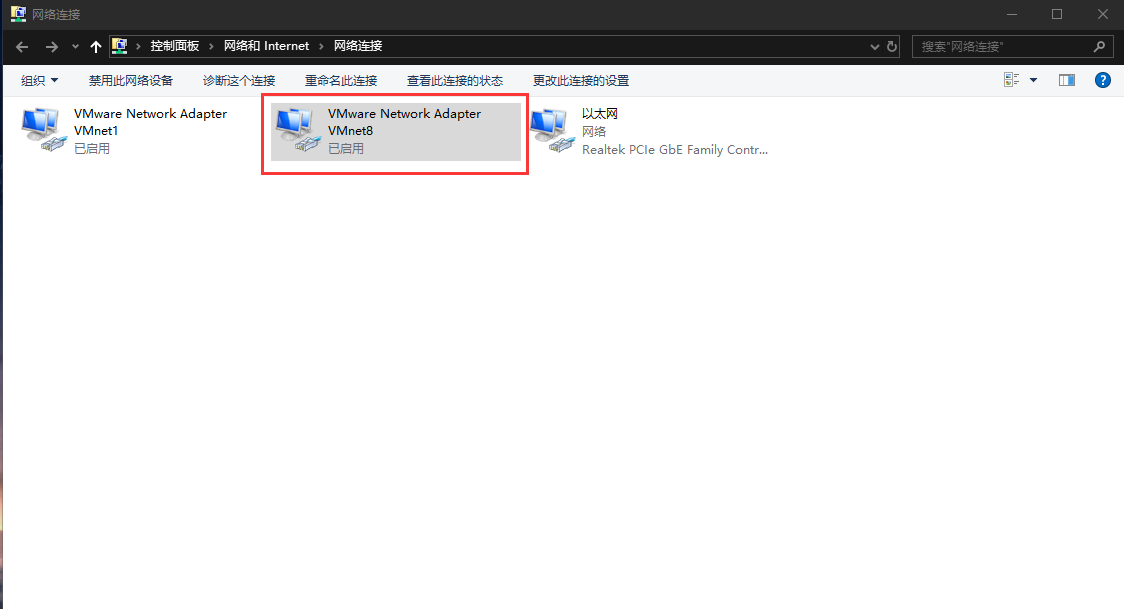 网络连接
控制面板 网络和 Internet 网络连接
搜索"网络连接"
组织 禁用此网络设备 诊断这个连接 重命名此连接 查看此连接的状态 更改此连接的设置
VMware Network Adapter
VMnet1
已启用
VMware Network Adapter
VMnet8
已启用
以太网
网络
Realtek PCIe GbE Family Contr...